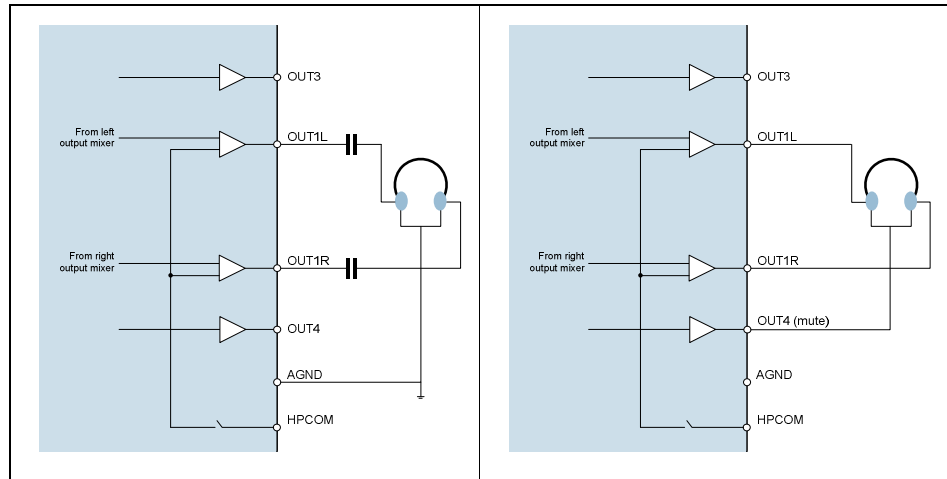 OUT3
From left
output mixer
OUT1L
From right
output mixer
OUT1R
OUT4
AGND
HPCOM
OUT3
From left
output mixer
OUT1L
From right
output mixer
OUT1R
OUT4 (mute)
AGND
HPCOM